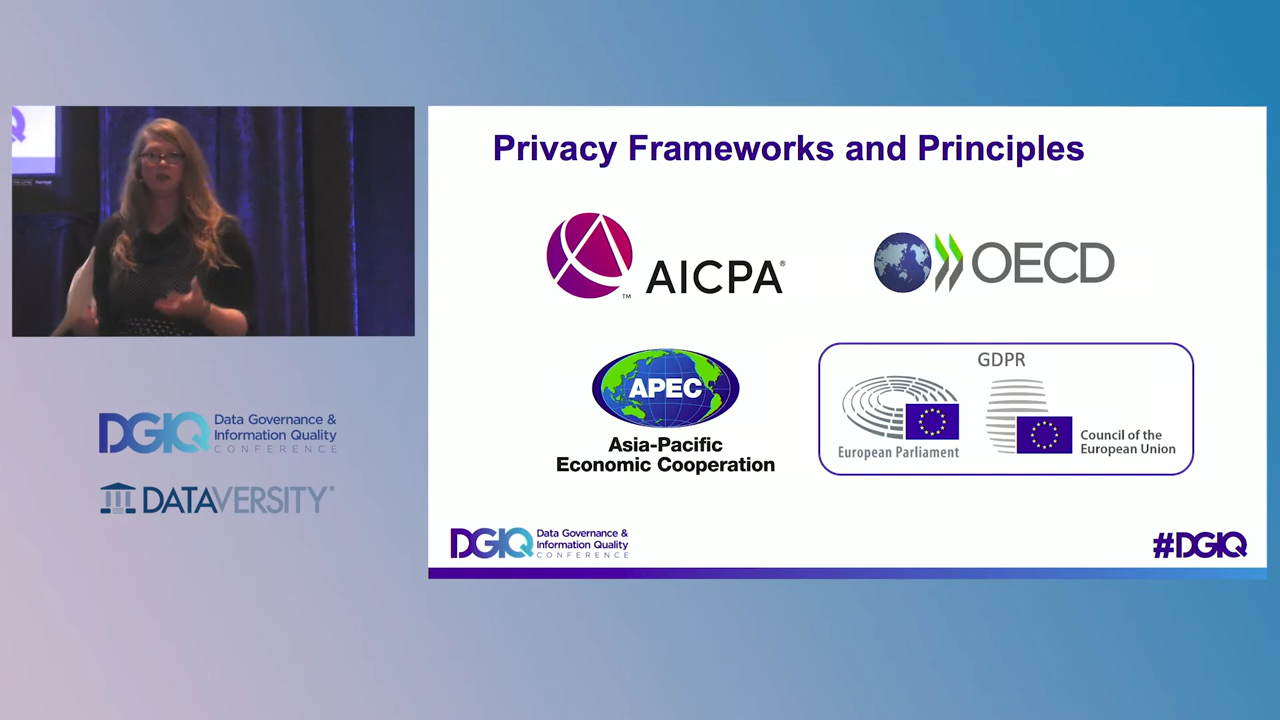 Privacy Frameworks and Principles
AICPA®
™
OECD
APEC
Asia-Pacific
Economic Cooperation
GDPR
European Parliament
Council of the
European Union
DGIQ
Data Governance &
Information Quality
CONFERENCE
DATAVERSITY®
DGIQ
Data Governance &
Information Quality
CONFERENCE
#DGIQ